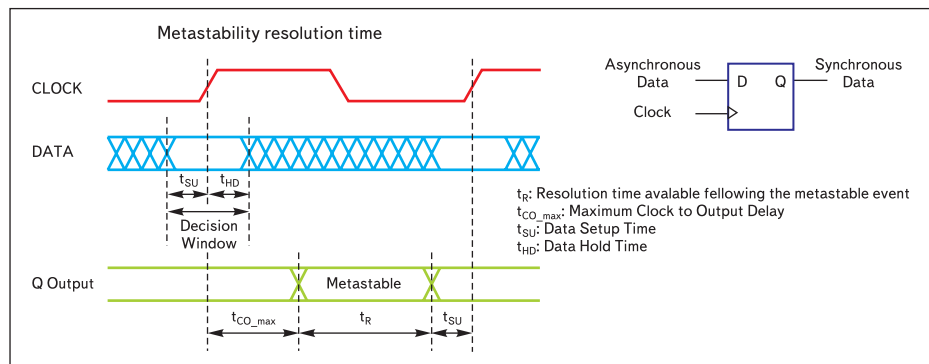 Metastability resolution time
CLOCK
DATA
tSU
tHD
Decision
Window
Q Output
Metastable
tCO_max
tR
tSU
Asynchronous
Data
Clock
D
Q
Synchronous
Data
tR: Resolution time avalable fellowing the metastable event
tCO_max: Maximum Clock to Output Delay
tSU: Data Setup Time
tHD: Data Hold Time